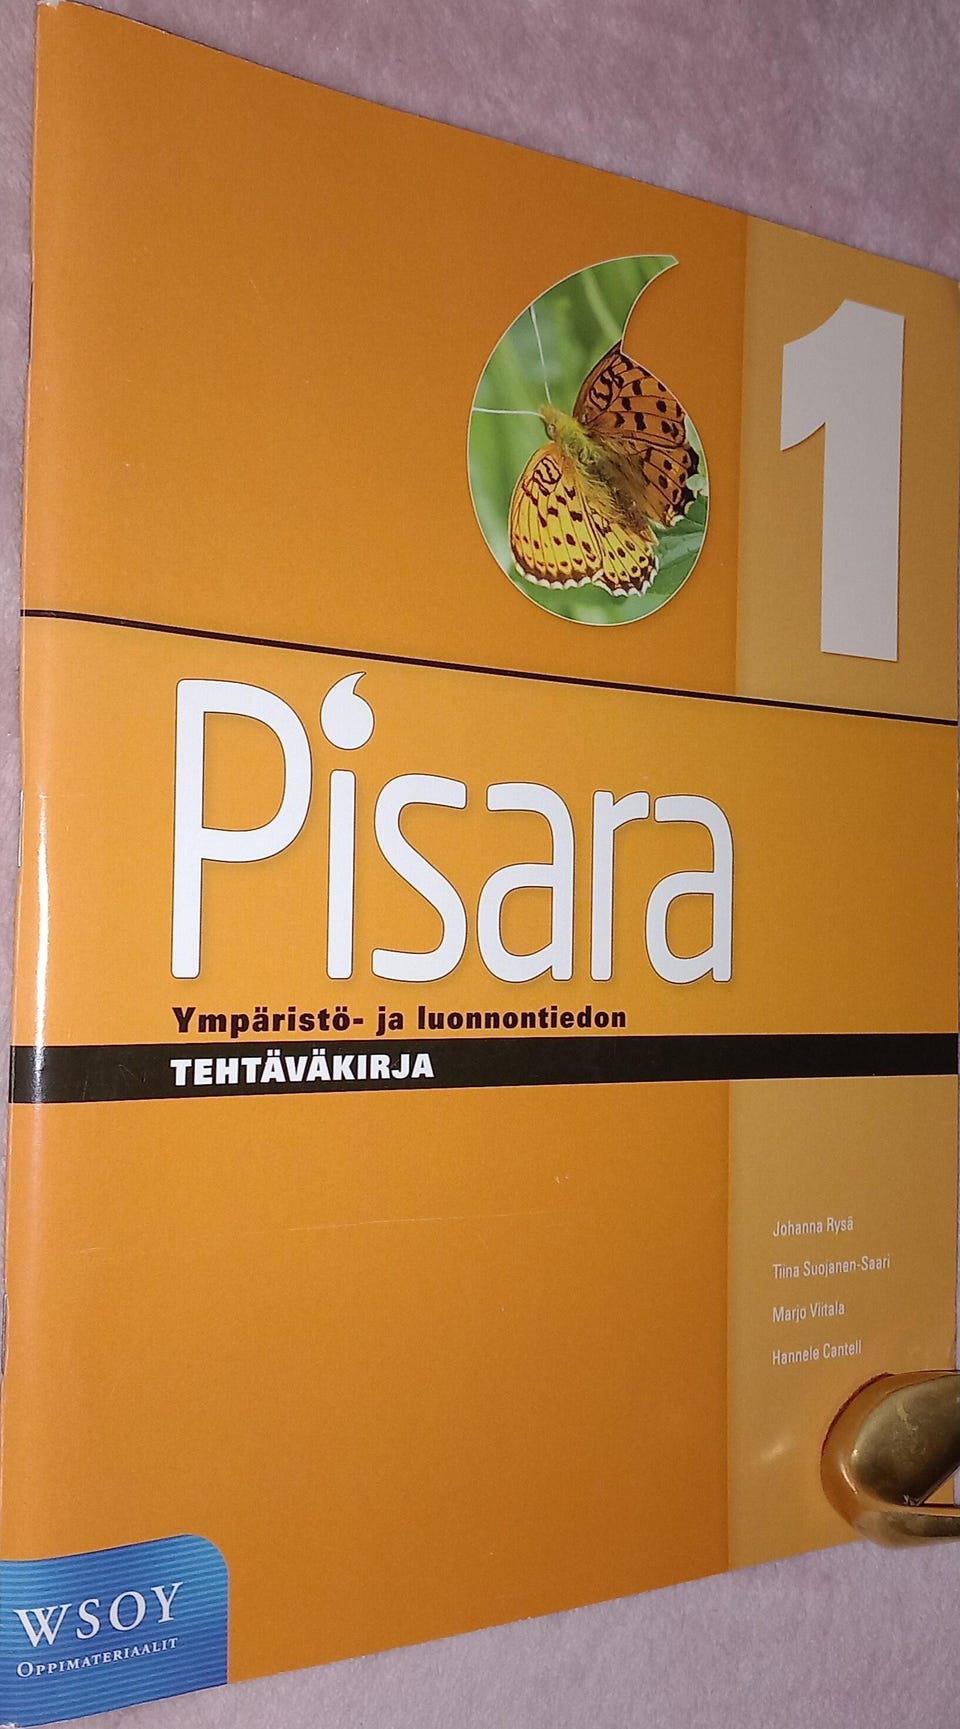 1
Pisara
Ympäristö- ja luonnontiedon
TEHTÄVÄKIRJA
Johanna Rysä
Tiina Suojanen-Saari
Marjo Viitala
Hannele Cantell
WSOY
OPPIMATERIAALIT